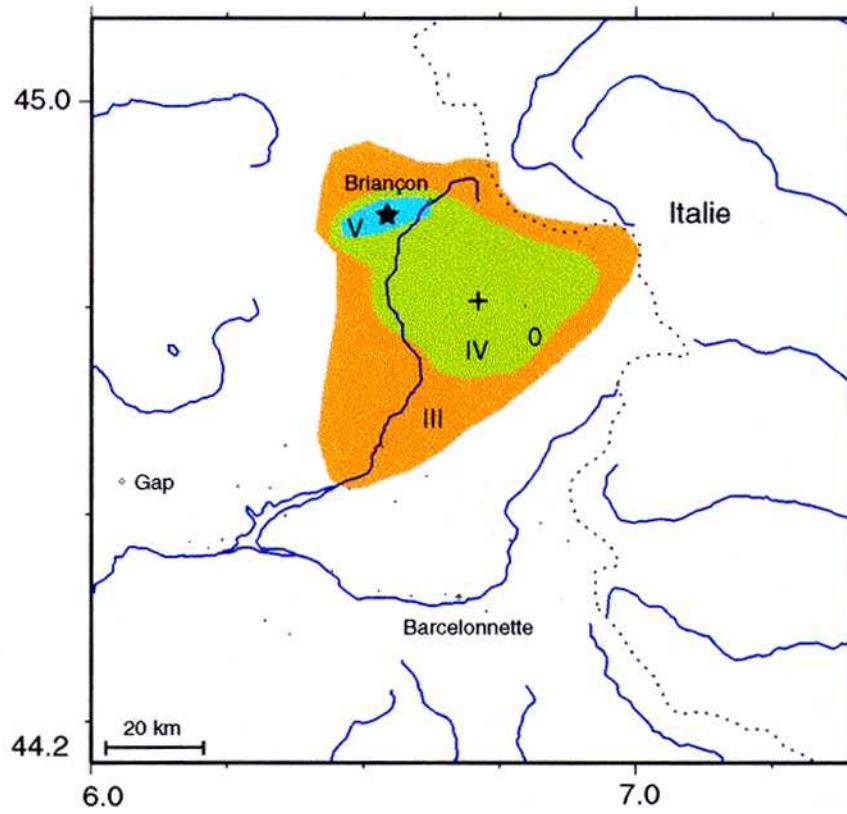 45.0
Briançon
V
Italie
IV
0
III
Gap
Barcelonnette
20 km
44.2
6.0
7.0